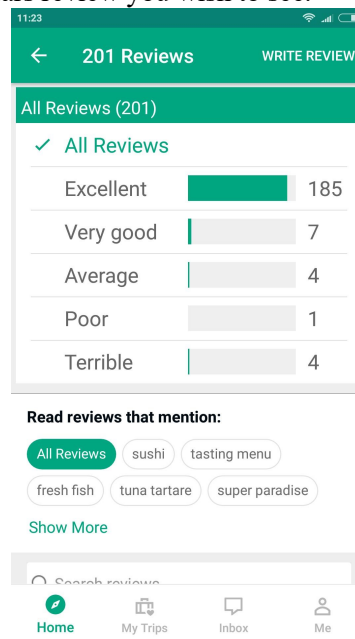 11:23
201 Reviews WRITE REVIEW
All Reviews (201)
All Reviews
Excellent 185
Very good 7
Average 4
Poor 1
Terrible 4
Read reviews that mention:
All Reviews sushi tasting menu
fresh fish tuna tartare super paradise
Show More
Search reviews
Home My Trips Inbox Me